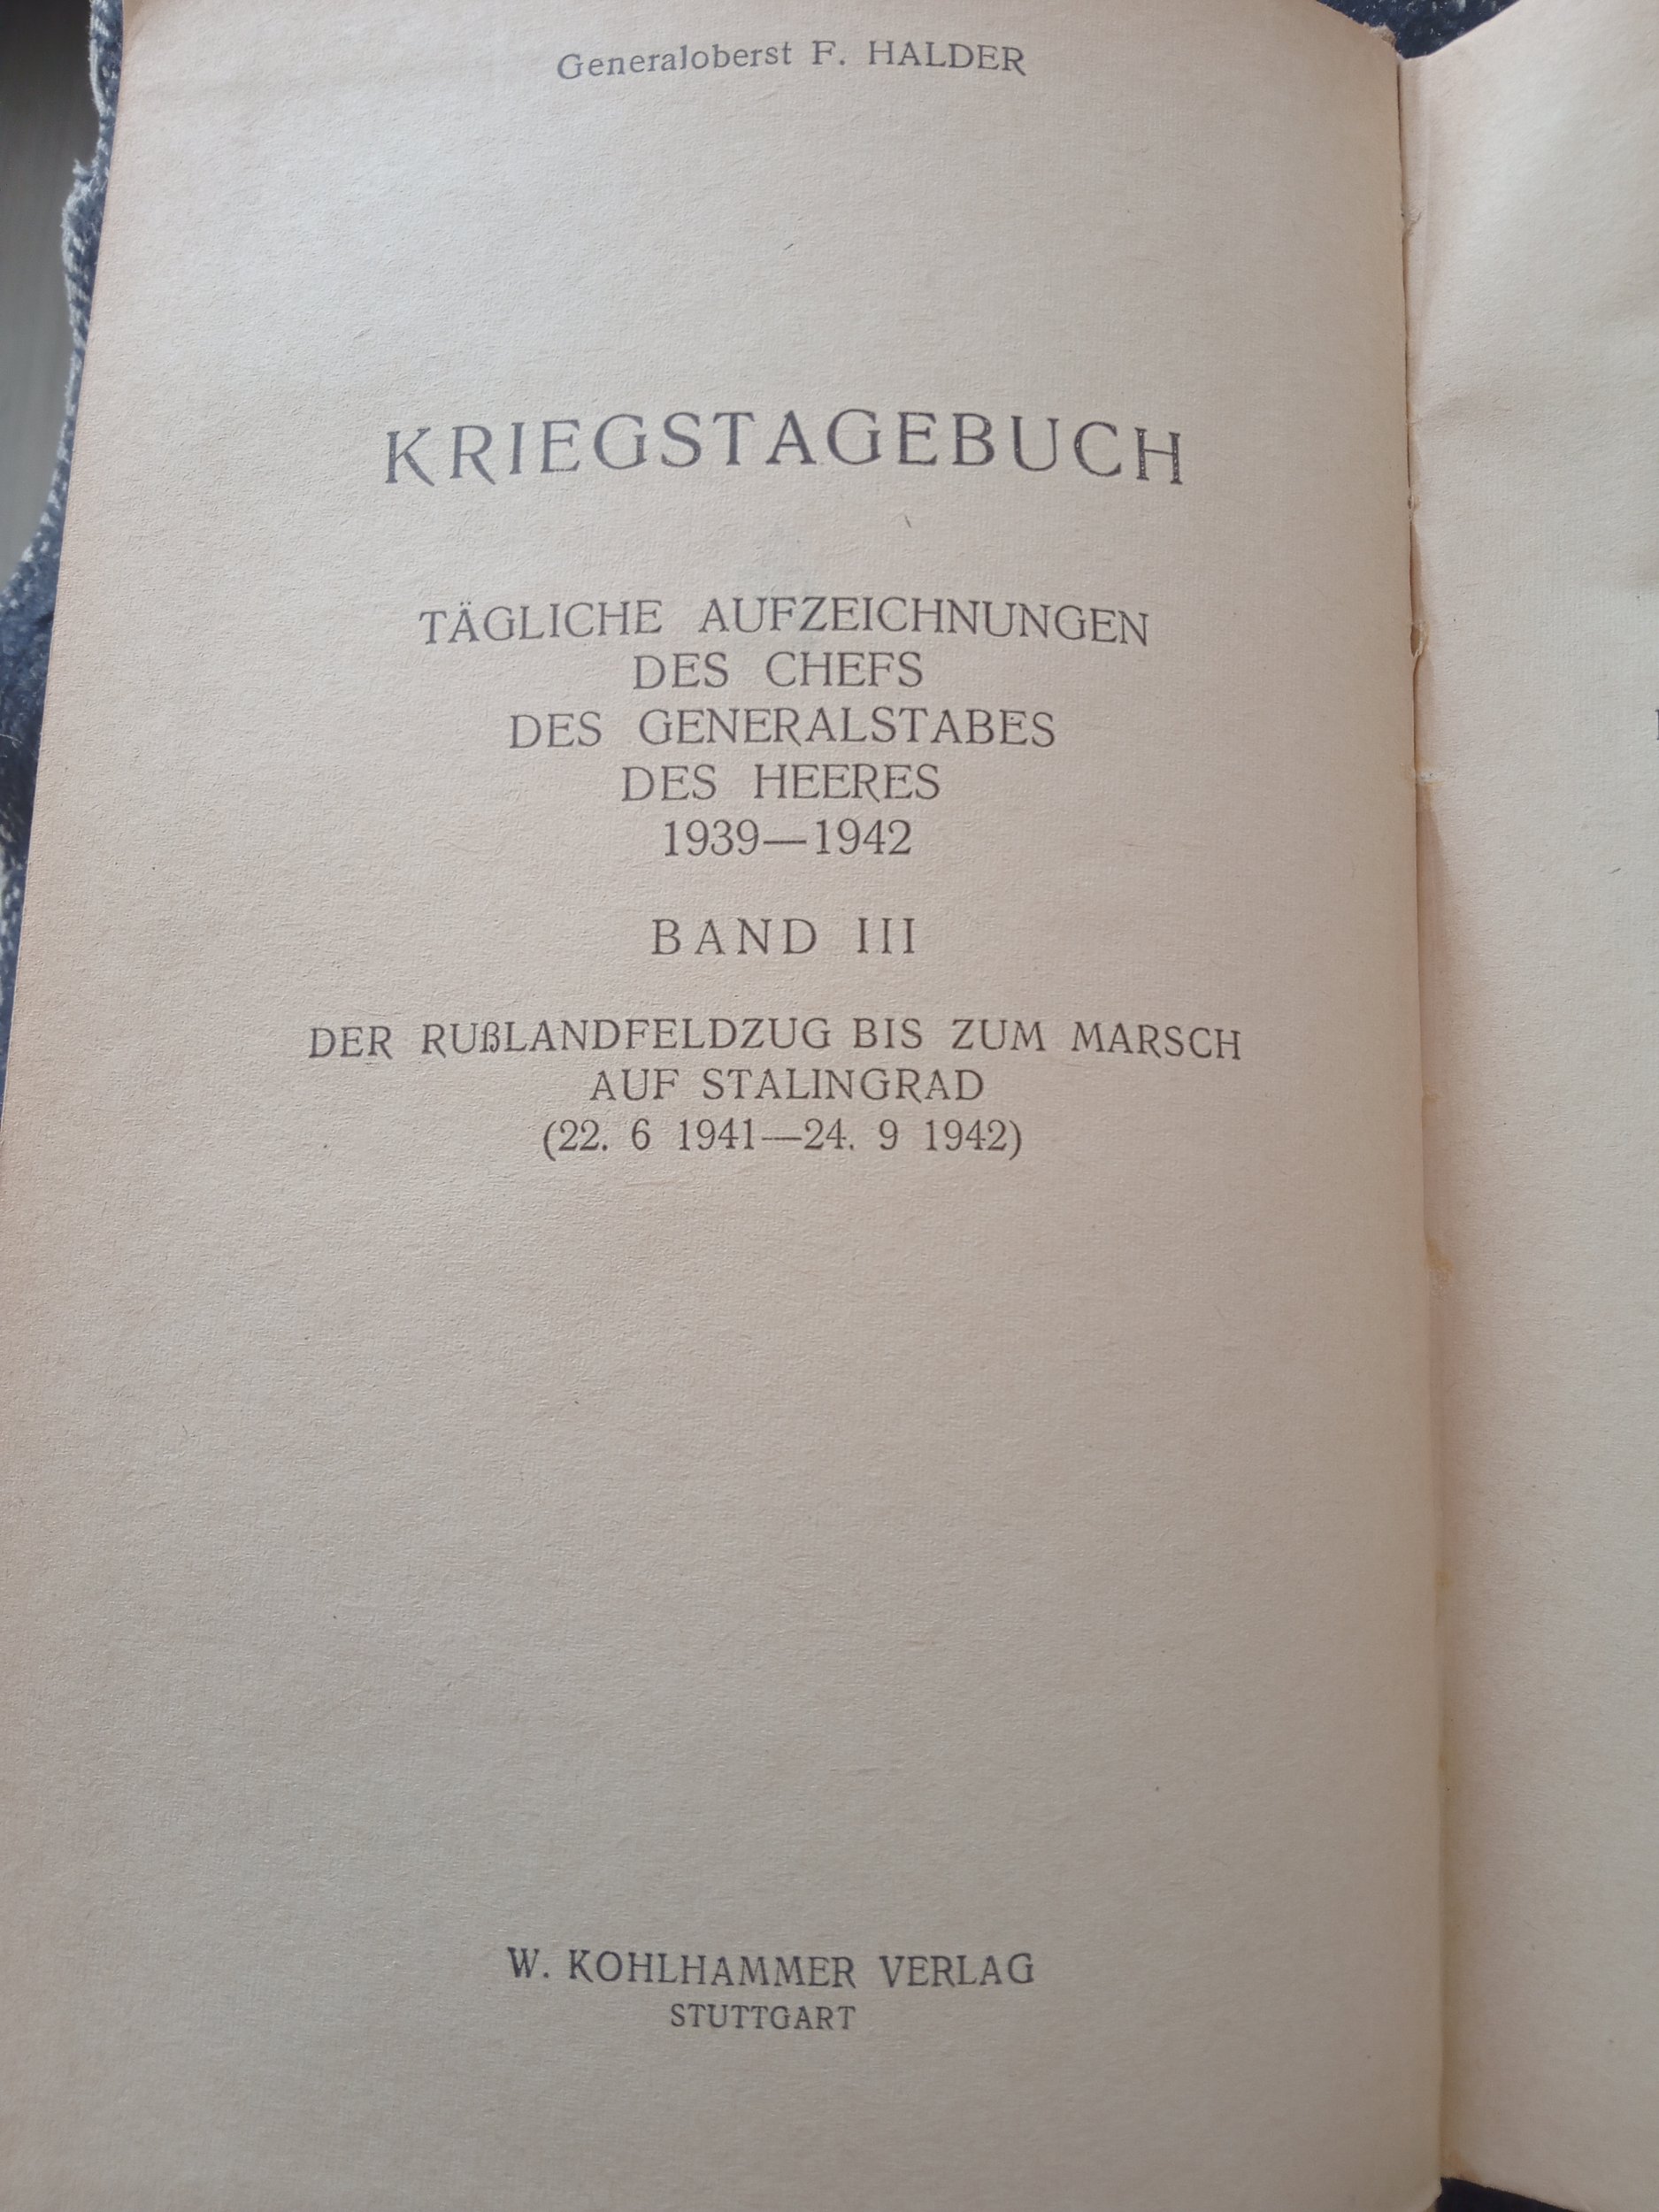 Generaloberst F. HALDER
KRIEGSTAGEBUCH
TÄGLICHE AUFZEICHNUNGEN
DES CHEFS
DES GENERALSTABES
DES HEERES
1939—1942
BAND III
DER RUßLANDFELDZUG BIS ZUM MARSCH
AUF STALINGRAD
(22. 6 1941—24. 9 1942)
W. KOHLHAMMER VERLAG
STUTTGART